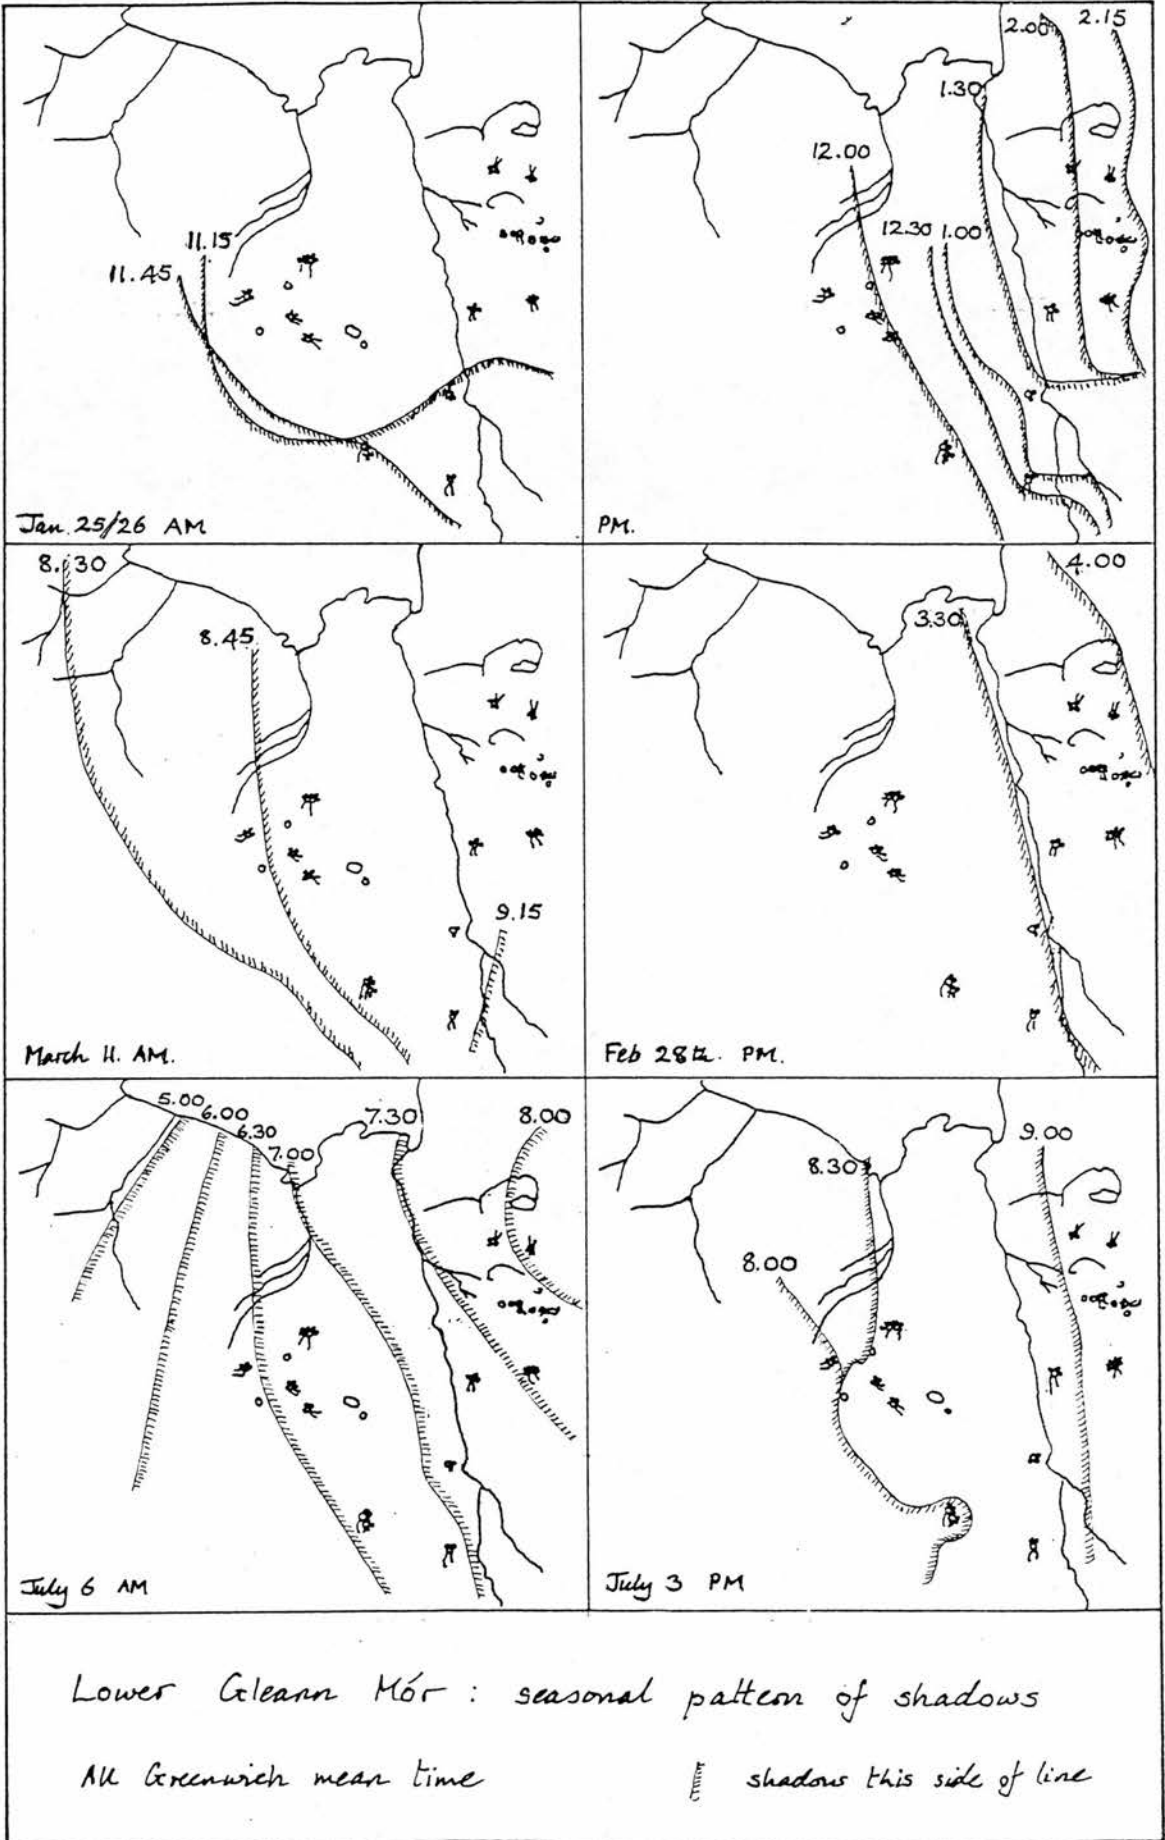 11.15
11.45
Jan. 25/26 AM
2.00 2.15
1.30
12.00
12.30 1.00
PM.
8.30
8.45
9.15
March 11. AM.
4.00
3.30
Feb 28th. PM.
5.00 6.00 6.30 7.00 7.30 8.00
July 6 AM
9.00
8.30
8.00
July 3 PM
Lower Gleann Mór : seasonal pattern of shadows
All Greenwich mean time
shadows this side of line